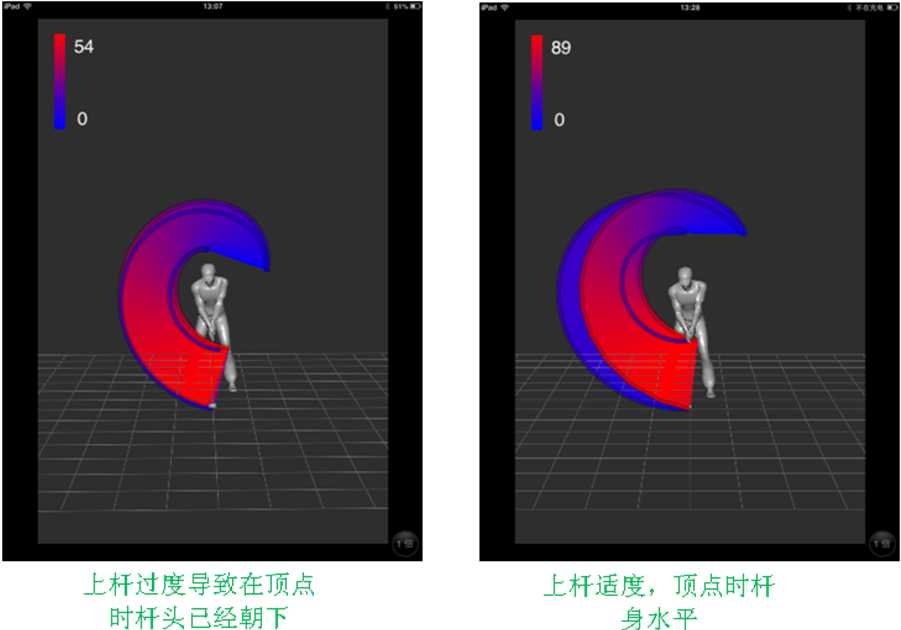 iPad 13:07 51%
54
0
1倍
上杆过度导致在顶点
时杆头已经朝下
iPad 13:28 不在充电
89
0
1倍
上杆适度，顶点时杆
身水平